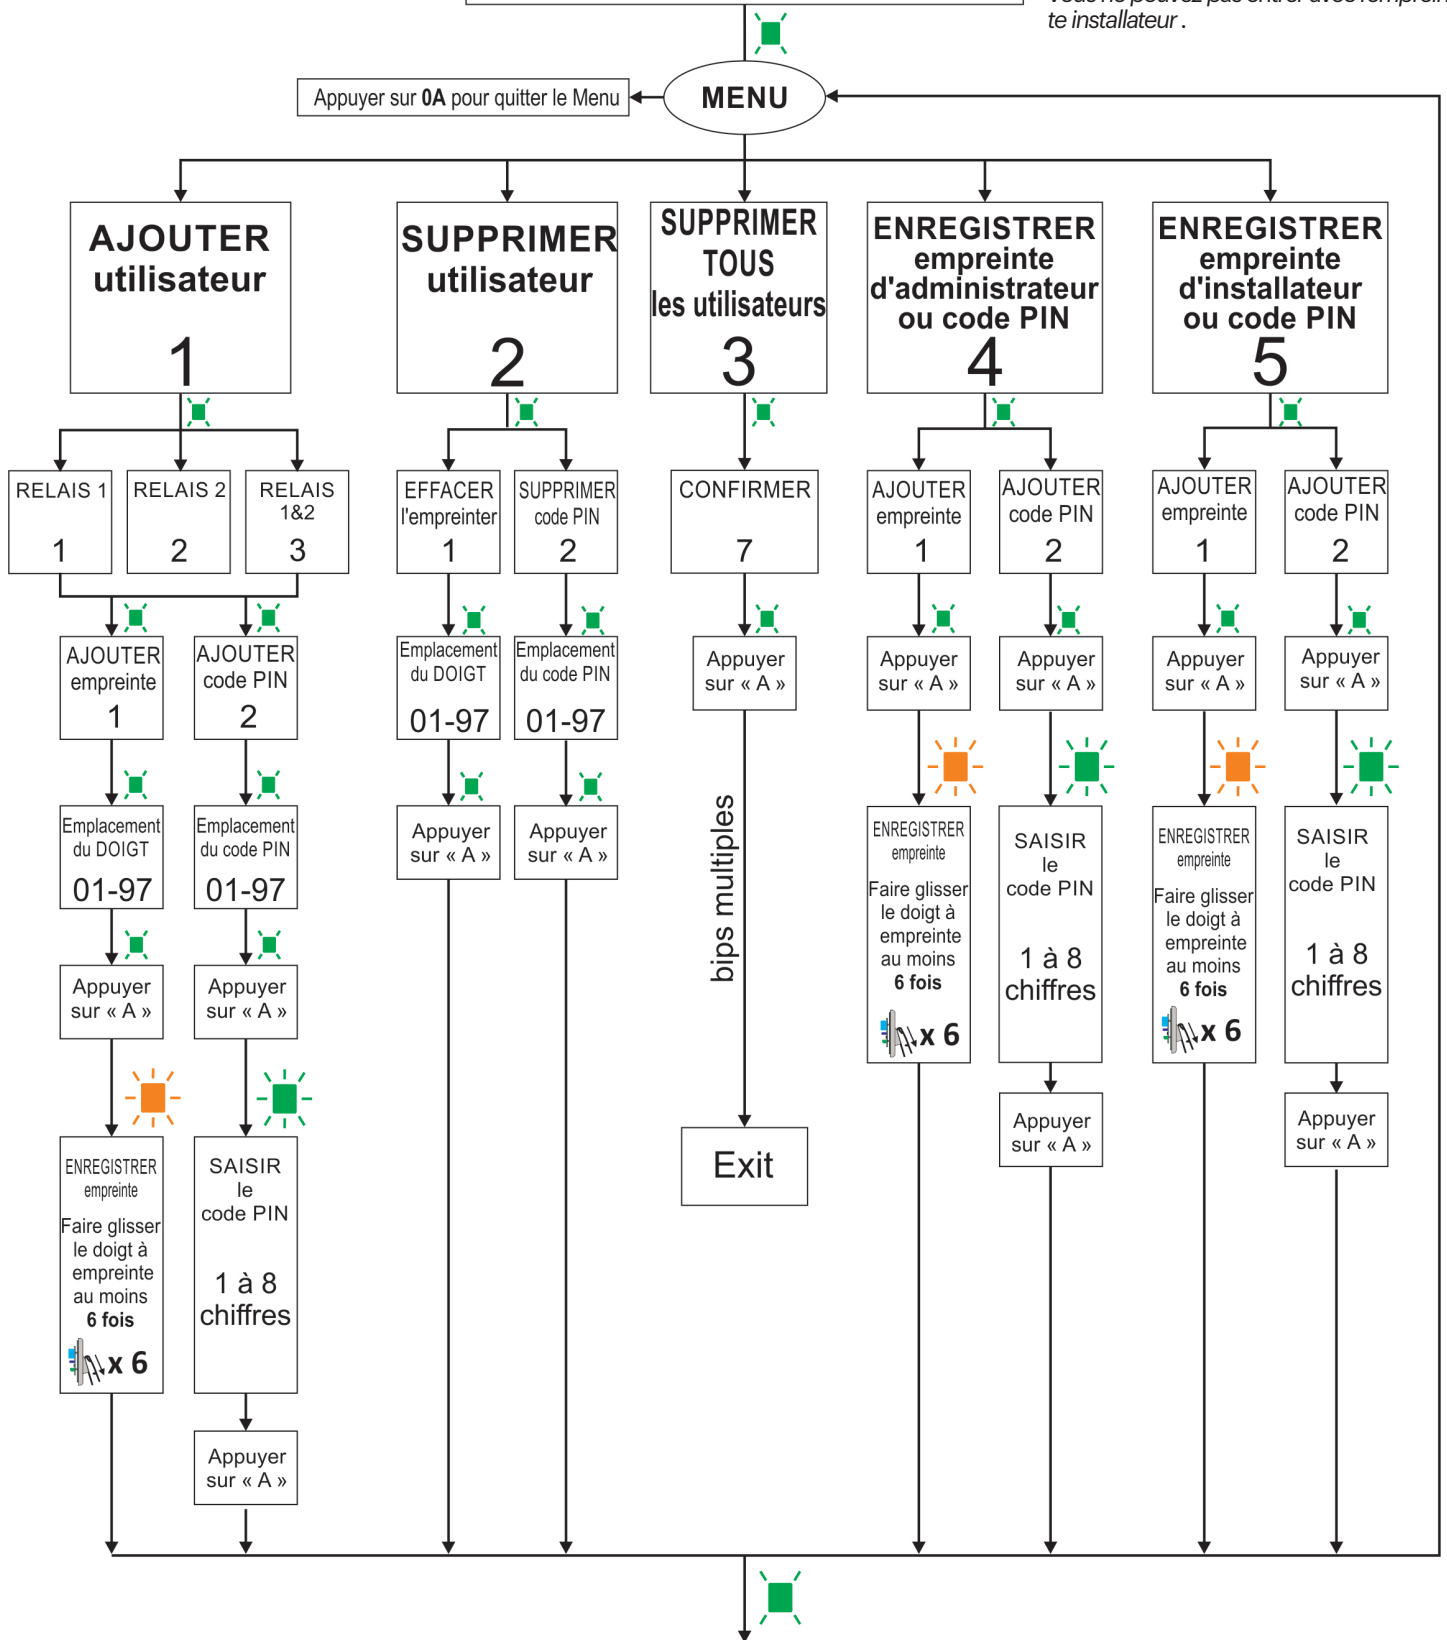 te installateur .
Appuyer sur 0A pour quitter le Menu
MENU
AJOUTER
utilisateur
1
SUPPRIMER
utilisateur
2
SUPPRIMER
TOUS
les utilisateurs
3
ENREGISTRER
empreinte
d'administrateur
ou code PIN
4
ENREGISTRER
empreinte
d'installateur
ou code PIN
5
RELAIS 1
1
RELAIS 2
2
RELAIS
1&2
3
EFFACER
l'empreinter
1
SUPPRIMER
code PIN
2
CONFIRMER
7
AJOUTER
empreinte
1
AJOUTER
code PIN
2
AJOUTER
empreinte
1
AJOUTER
code PIN
2
AJOUTER
empreinte
1
AJOUTER
code PIN
2
Emplacement
du DOIGT
01-97
Emplacement
du code PIN
01-97
Appuyer
sur « A »
Appuyer
sur « A »
Appuyer
sur « A »
Appuyer
sur « A »
Appuyer
sur « A »
Emplacement
du DOIGT
01-97
Emplacement
du code PIN
01-97
Appuyer
sur « A »
Appuyer
sur « A »
bips multiples
ENREGISTRER
empreinte
Faire glisser
le doigt à
empreinte
au moins
6 fois
x 6
SAISIR
le
code PIN
1 à 8
chiffres
ENREGISTRER
empreinte
Faire glisser
le doigt à
empreinte
au moins
6 fois
x 6
SAISIR
le
code PIN
1 à 8
chiffres
Appuyer
sur « A »
Appuyer
sur « A »
Appuyer
sur « A »
Appuyer
sur « A »
Exit
ENREGISTRER
empreinte
Faire glisser
le doigt à
empreinte
au moins
6 fois
x 6
SAISIR
le
code PIN
1 à 8
chiffres
Appuyer
sur « A »